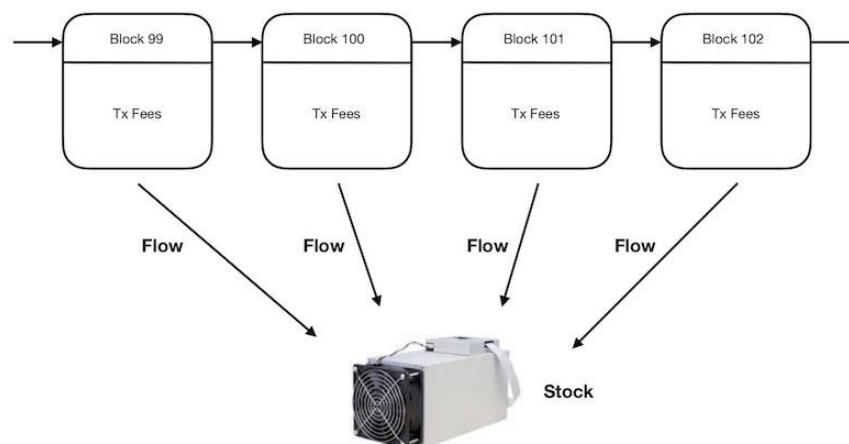 Block 99
Block 100
Block 101
Block 102
Tx Fees
Tx Fees
Tx Fees
Tx Fees
Flow
Flow
Flow
Flow
Stock